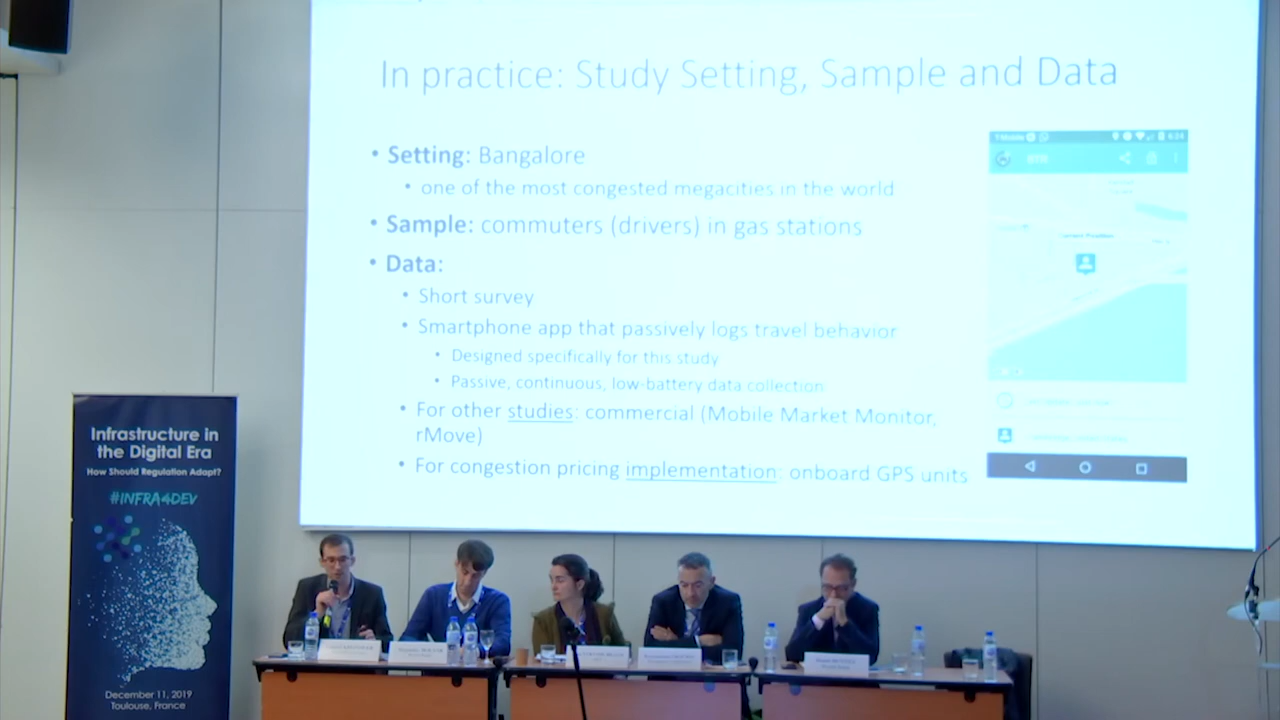 In practice: Study Setting, Sample and Data
• Setting: Bangalore
• one of the most congested megacities in the world
• Sample: commuters (drivers) in gas stations
• Data:
• Short survey
• Smartphone app that passively logs travel behavior
• Designed specifically for this study
• Passive, continuous, low-battery data collection
• For other studies: commercial (Mobile Market Monitor,
rMove)
• For congestion pricing implementation: onboard GPS units
Infrastructure in
the Digital Era
How Should Regulation Adapt?
#INFRA4DEV
December 11, 2019
Toulouse, France